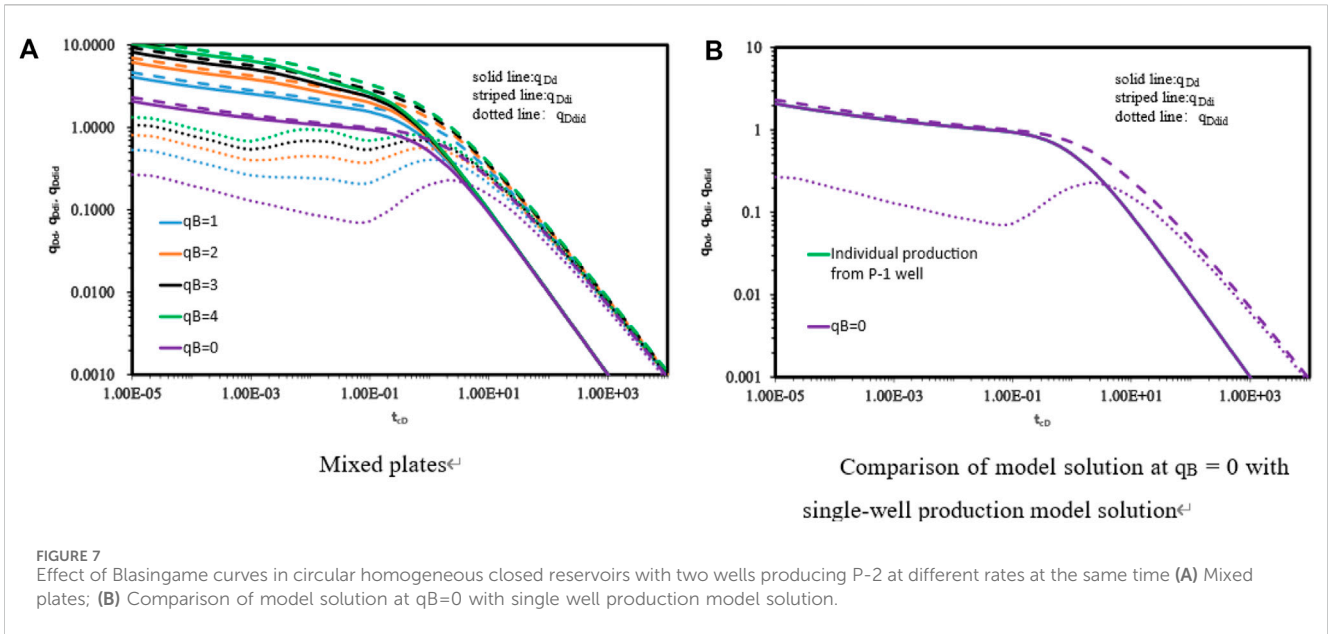 A
10.0000
1.0000
0.1000
0.0100
0.0010
qDd, qDdi, qDdid
solid line:qDd
striped line:qDdi
dotted line: qDdid
qB=1
qB=2
qB=3
qB=4
qB=0
1.00E-05 1.00E-03 1.00E-01 1.00E+01 1.00E+03
tcD
Mixed plates↵
B
10
1
0.1
0.01
0.001
qDd, qDdi, qDdid
solid line:qDd
striped line:qDdi
dotted line: qDdid
Individual production
from P-1 well
qB=0
1.00E-05 1.00E-03 1.00E-01 1.00E+01 1.00E+03
tcD
Comparison of model solution at qB = 0 with
single-well production model solution↵
FIGURE 7
Effect of Blasingame curves in circular homogeneous closed reservoirs with two wells producing P-2 at different rates at the same time (A) Mixed
plates; (B) Comparison of model solution at qB=0 with single well production model solution.